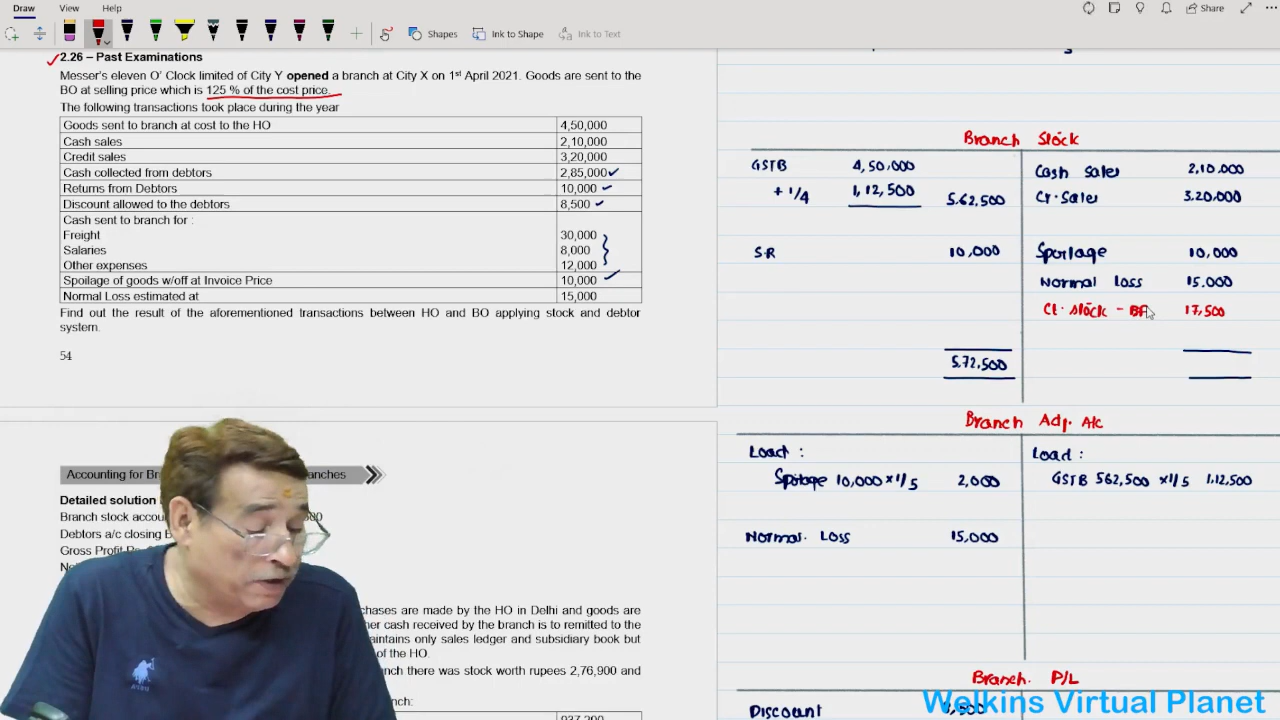 Draw View Help
Share
Shapes Ink to Shape Ink to Text
2.26 – Past Examinations
Messer's eleven O' Clock limited of City Y opened a branch at City X on 1st April 2021. Goods are sent to the
BO at selling price which is 125 % of the cost price.
The following transactions took place during the year
Goods sent to branch at cost to the HO 4,50,000
Cash sales 2,10,000
Credit sales 3,20,000
Cash collected from debtors 2,85,000
Returns from Debtors 10,000
Discount allowed to the debtors 8,500
Cash sent to branch for :
Freight 30,000
Salaries 8,000
Other expenses 12,000
Spoilage of goods w/off at Invoice Price 10,000
Normal Loss estimated at 15,000
Find out the result of the aforementioned transactions between HO and BO applying stock and debtor
system.
54
Accounting for Br anches
Detailed solution
Branch stock accou
Debtors a/c closing B
Gross Profit
chases are made by the HO in Delhi and goods are
her cash received by the branch is to remitted to the
aintains only sales ledger and subsidiary book but
of the HO.
nch there was stock worth rupees 2,76,900 and
branch:
937,200
Branch Stock
GSTB 4,50,000 Cash Sales 2,10,000
+ 1/4 1,12,500 5,62,500 Cr. Sales 3,20,000
SR 10,000 Spoilage 10,000
Normal Loss 15,000
Cl. Stock - BF 17,500
5,72,500
Branch Adj. A/c
Load : Load :
Spoilage 10,000 x 1/5 2,000 GSTB 562,500 x 1/5 1,12,500
Normal. Loss 15,000
Branch. P/L
Discount 8,500
Welkins Virtual Planet